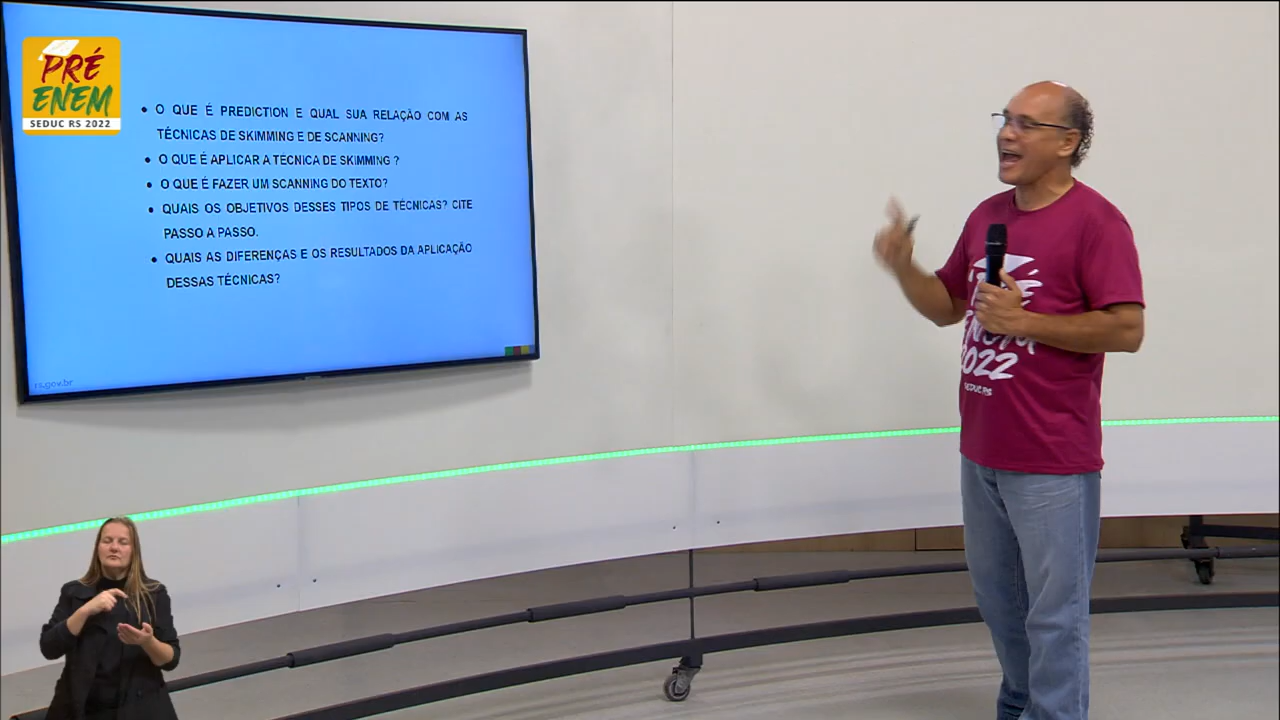 PRÉ
ENEM
SEDUC RS 2022
• O QUE É PREDICTION E QUAL SUA RELAÇÃO COM AS
TÉCNICAS DE SKIMMING E DE SCANNING?
• O QUE É APLICAR A TÉCNICA DE SKIMMING ?
• O QUE É FAZER UM SCANNING DO TEXTO?
• QUAIS OS OBJETIVOS DESSES TIPOS DE TÉCNICAS? CITE
PASSO A PASSO.
• QUAIS AS DIFERENÇAS E OS RESULTADOS DA APLICAÇÃO
DESSAS TÉCNICAS?
rs.gov.br
2022
SEDUC RS